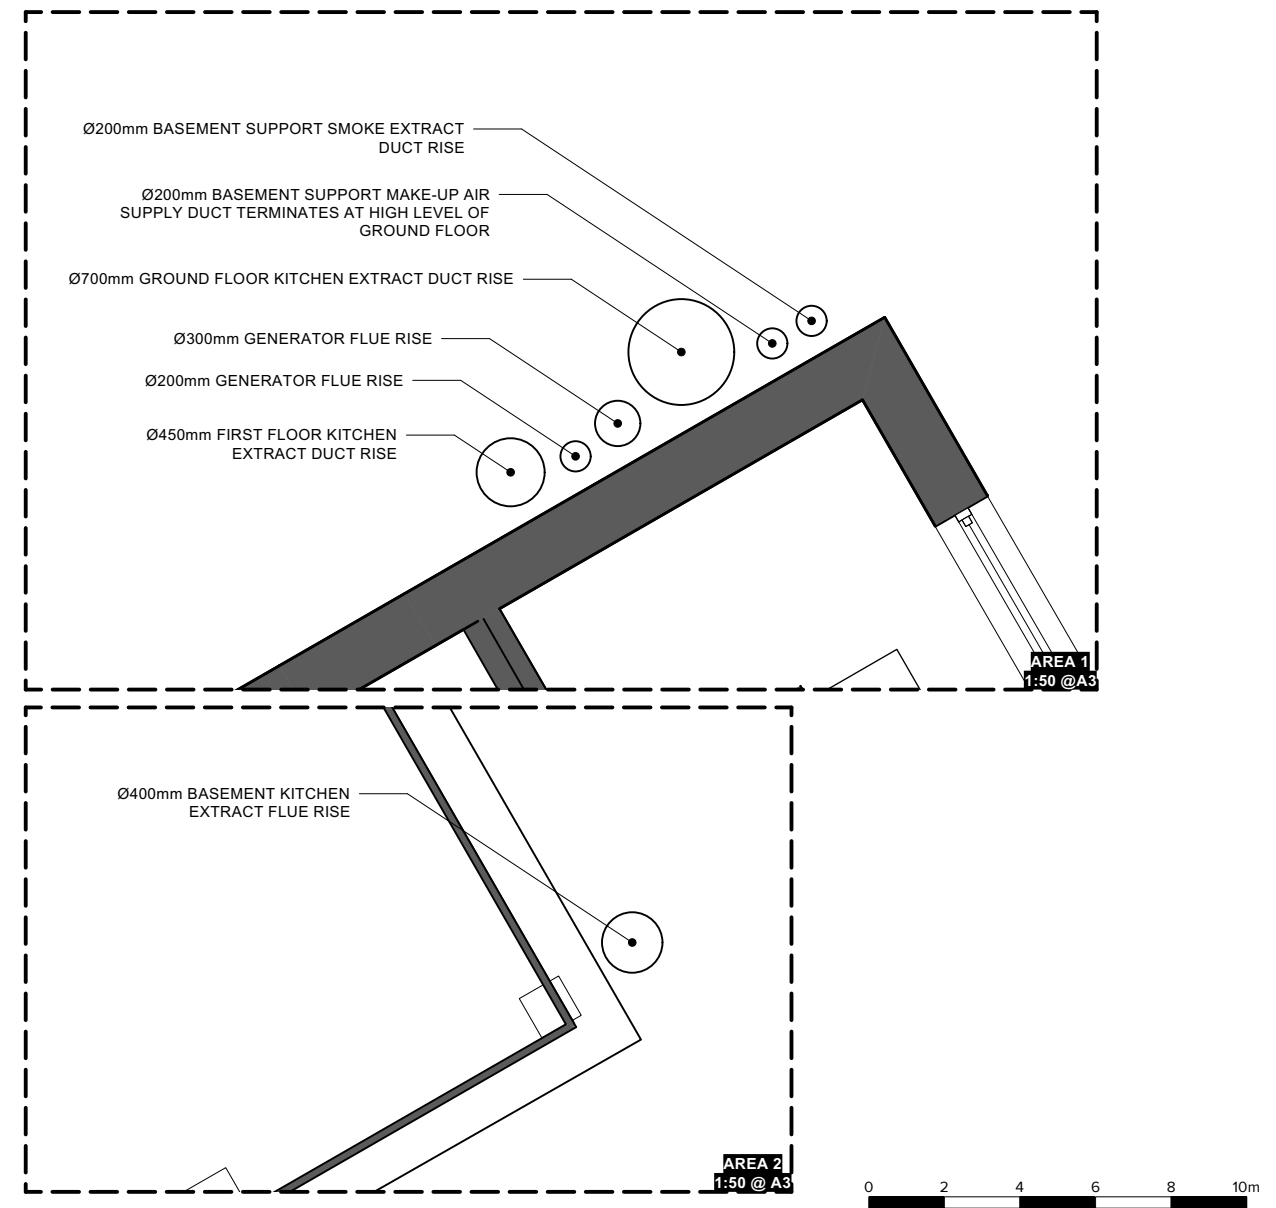 Ø200mm BASEMENT SUPPORT SMOKE EXTRACT
DUCT RISE
Ø200mm BASEMENT SUPPORT MAKE-UP AIR
SUPPLY DUCT TERMINATES AT HIGH LEVEL OF
GROUND FLOOR
Ø700mm GROUND FLOOR KITCHEN EXTRACT DUCT RISE
Ø300mm GENERATOR FLUE RISE
Ø200mm GENERATOR FLUE RISE
Ø450mm FIRST FLOOR KITCHEN
EXTRACT DUCT RISE
AREA 1
1:50 @A3
Ø400mm BASEMENT KITCHEN
EXTRACT FLUE RISE
AREA 2
1:50 @ A3
0 2 4 6 8 10m